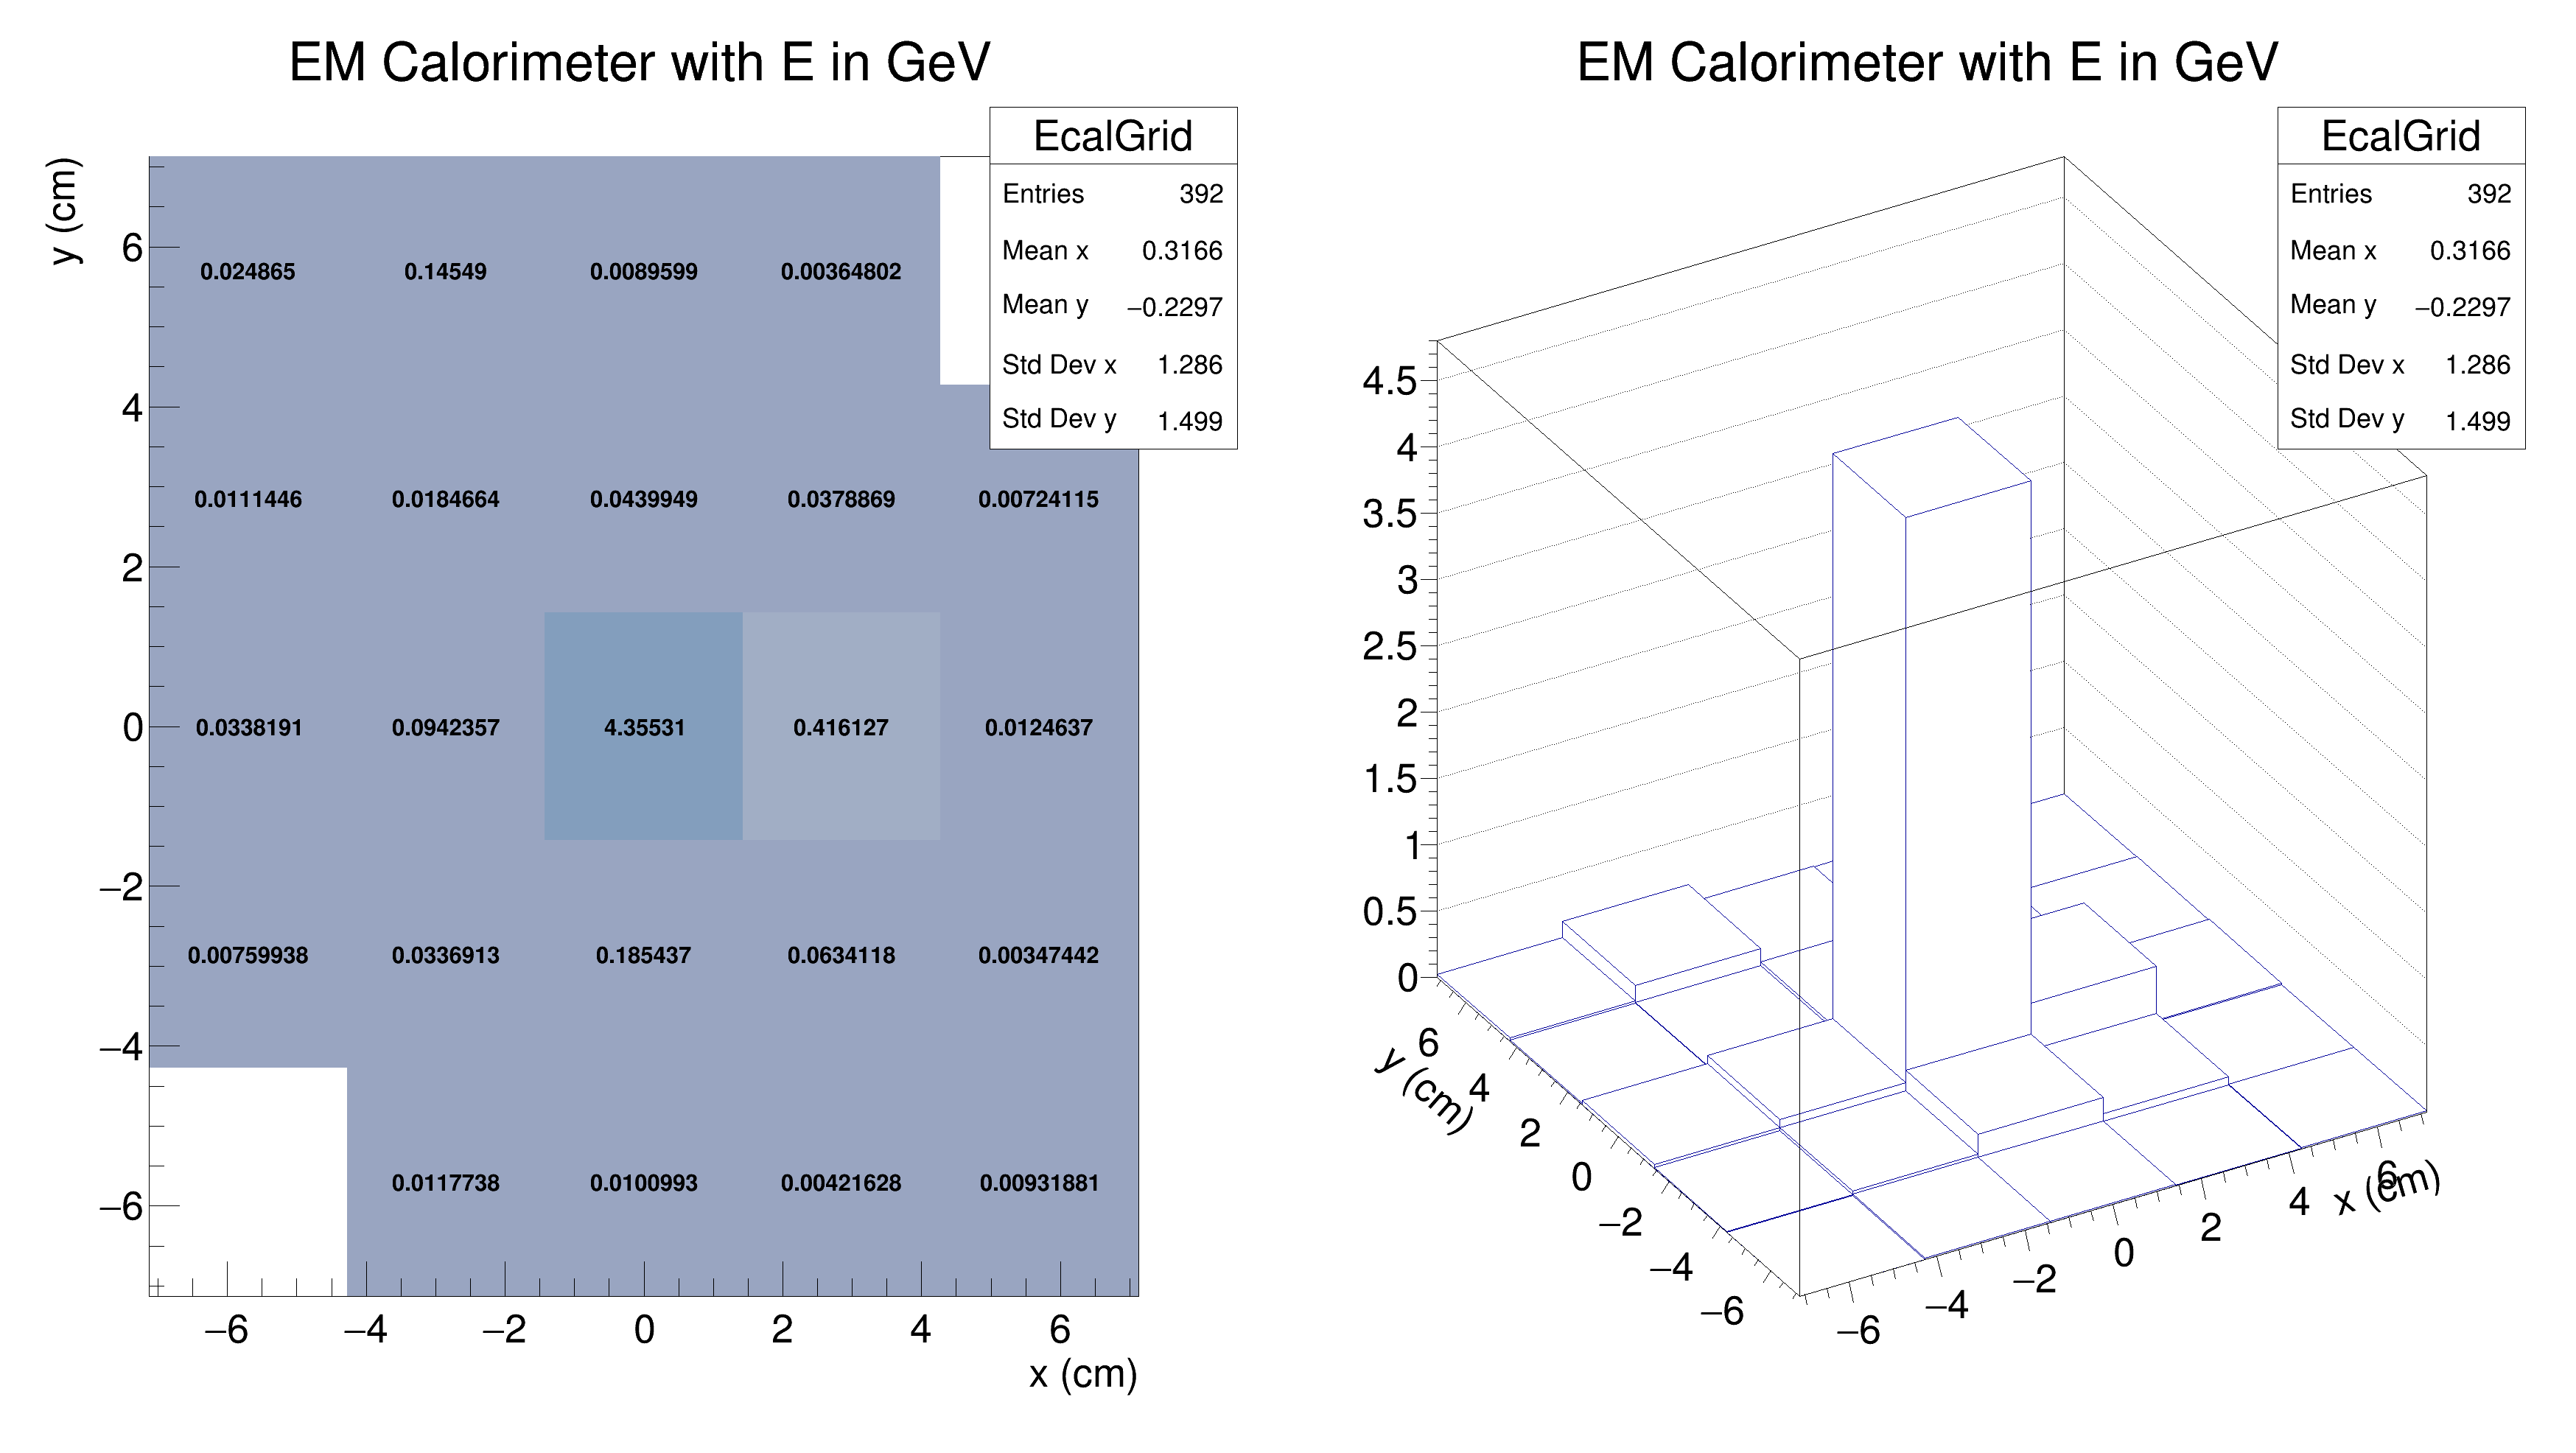 EM Calorimeter with E in GeV
EcalGrid
Entries 392
Mean x 0.3166
Mean y −0.2297
Std Dev x 1.286
Std Dev y 1.499
y (cm)
6
4
2
0
−2
−4
−6
0.024865 0.14549 0.0089599 0.00364802
0.0111446 0.0184664 0.0439949 0.0378869 0.00724115
0.0338191 0.0942357 4.35531 0.416127 0.0124637
0.00759938 0.0336913 0.185437 0.0634118 0.00347442
0.0117738 0.0100993 0.00421628 0.00931881
−6 −4 −2 0 2 4 6
x (cm)
EM Calorimeter with E in GeV
EcalGrid
Entries 392
Mean x 0.3166
Mean y −0.2297
Std Dev x 1.286
Std Dev y 1.499
4.5
4
3.5
3
2.5
2
1.5
1
0.5
0
y (cm)
6
4
2
0
−2
−4
−6
−6
−4
−2
0
2
4
6
x (cm)